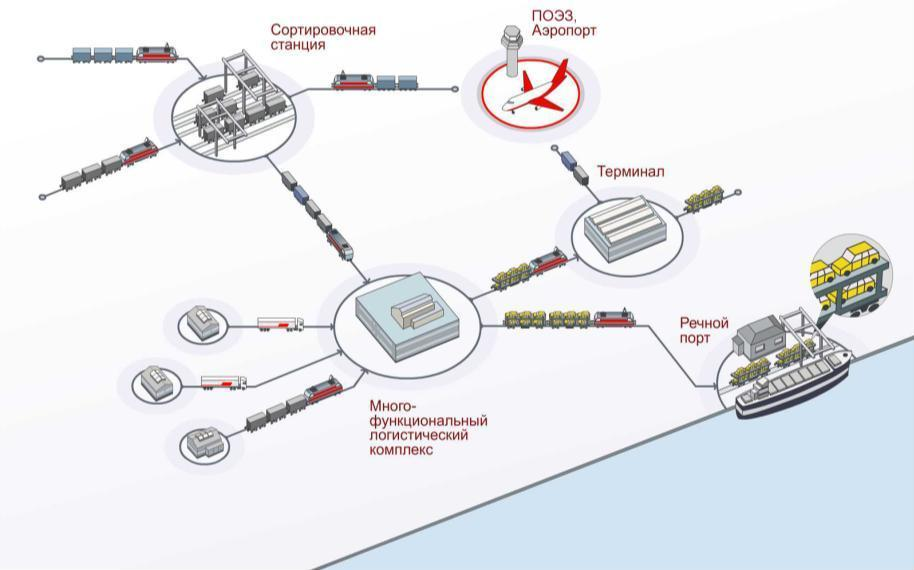 Сортировочная
станция
ПОЭЗ,
Аэропорт
Терминал
Речной
порт
Много-
функциональный
логистический
комплекс